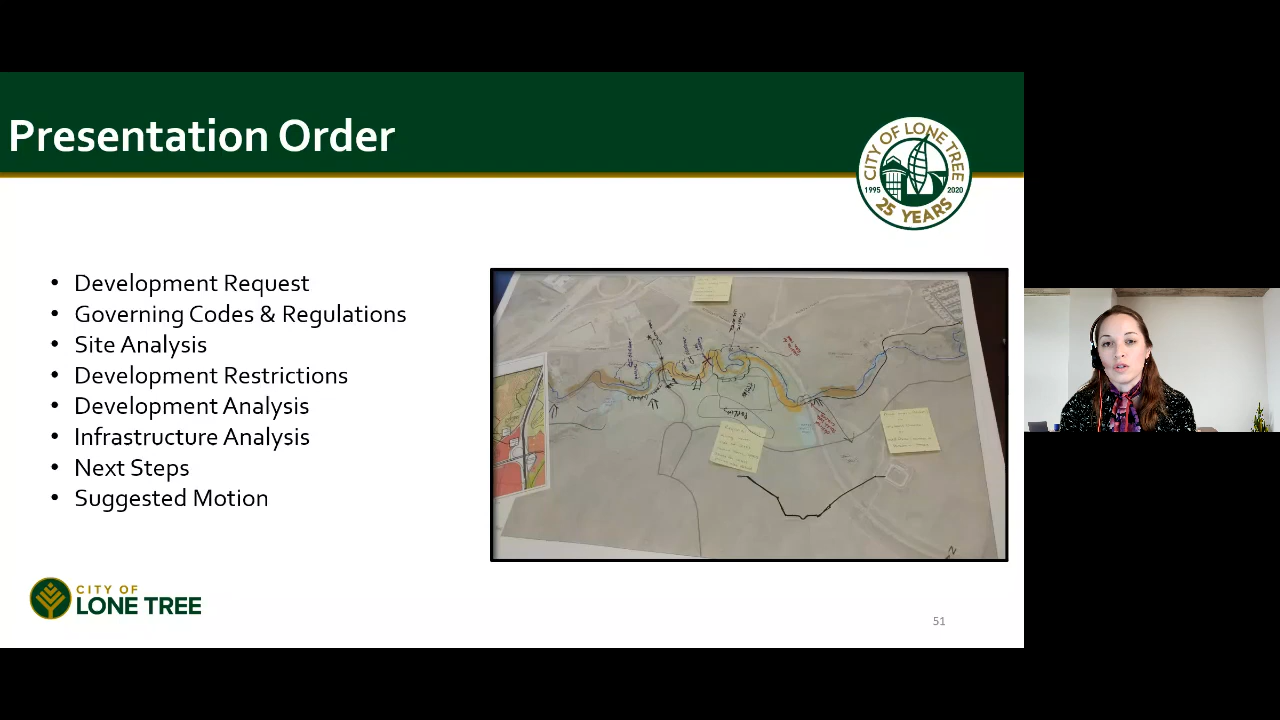 Presentation Order
CITY OF LONE TREE
1995 2020
25 YEARS
• Development Request
• Governing Codes & Regulations
• Site Analysis
• Development Restrictions
• Development Analysis
• Infrastructure Analysis
• Next Steps
• Suggested Motion
Parking
CITY OF
LONE TREE
51